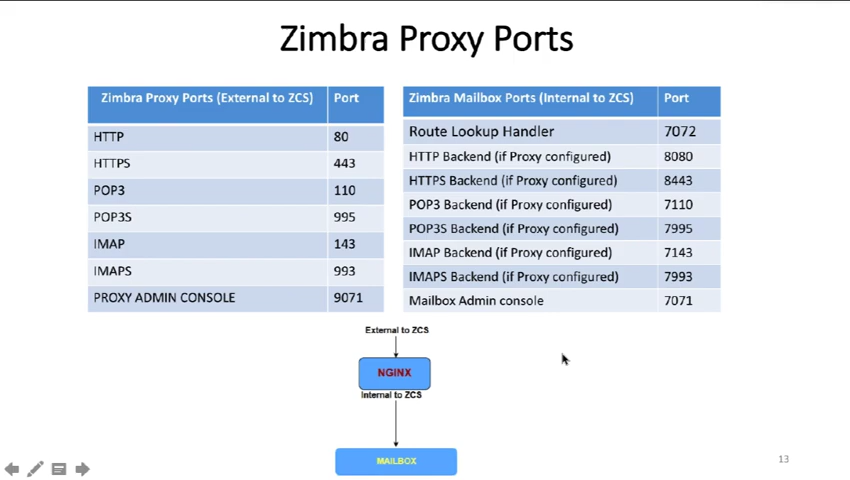 Zimbra Proxy Ports
Zimbra Proxy Ports (External to ZCS) Port
HTTP 80
HTTPS 443
POP3 110
POP3S 995
IMAP 143
IMAPS 993
PROXY ADMIN CONSOLE 9071
Zimbra Mailbox Ports (Internal to ZCS) Port
Route Lookup Handler 7072
HTTP Backend (if Proxy configured) 8080
HTTPS Backend (if Proxy configured) 8443
POP3 Backend (if Proxy configured) 7110
POP3S Backend (if Proxy configured) 7995
IMAP Backend (if Proxy configured) 7143
IMAPS Backend (if Proxy configured) 7993
Mailbox Admin console 7071
External to ZCS
NGINX
Internal to ZCS
MAILBOX
13